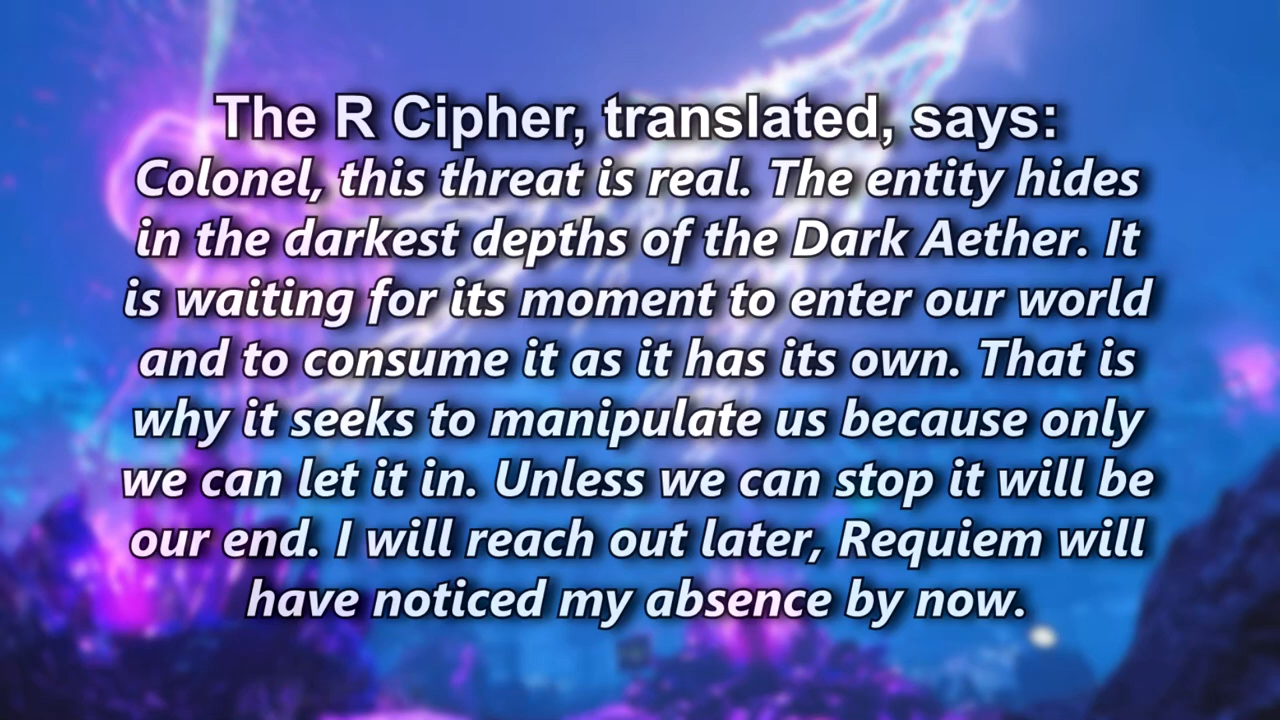 The R Cipher, translated, says:
Colonel, this threat is real. The entity hides
in the darkest depths of the Dark Aether. It
is waiting for its moment to enter our world
and to consume it as it has its own. That is
why it seeks to manipulate us because only
we can let it in. Unless we can stop it will be
our end. I will reach out later, Requiem will
have noticed my absence by now.